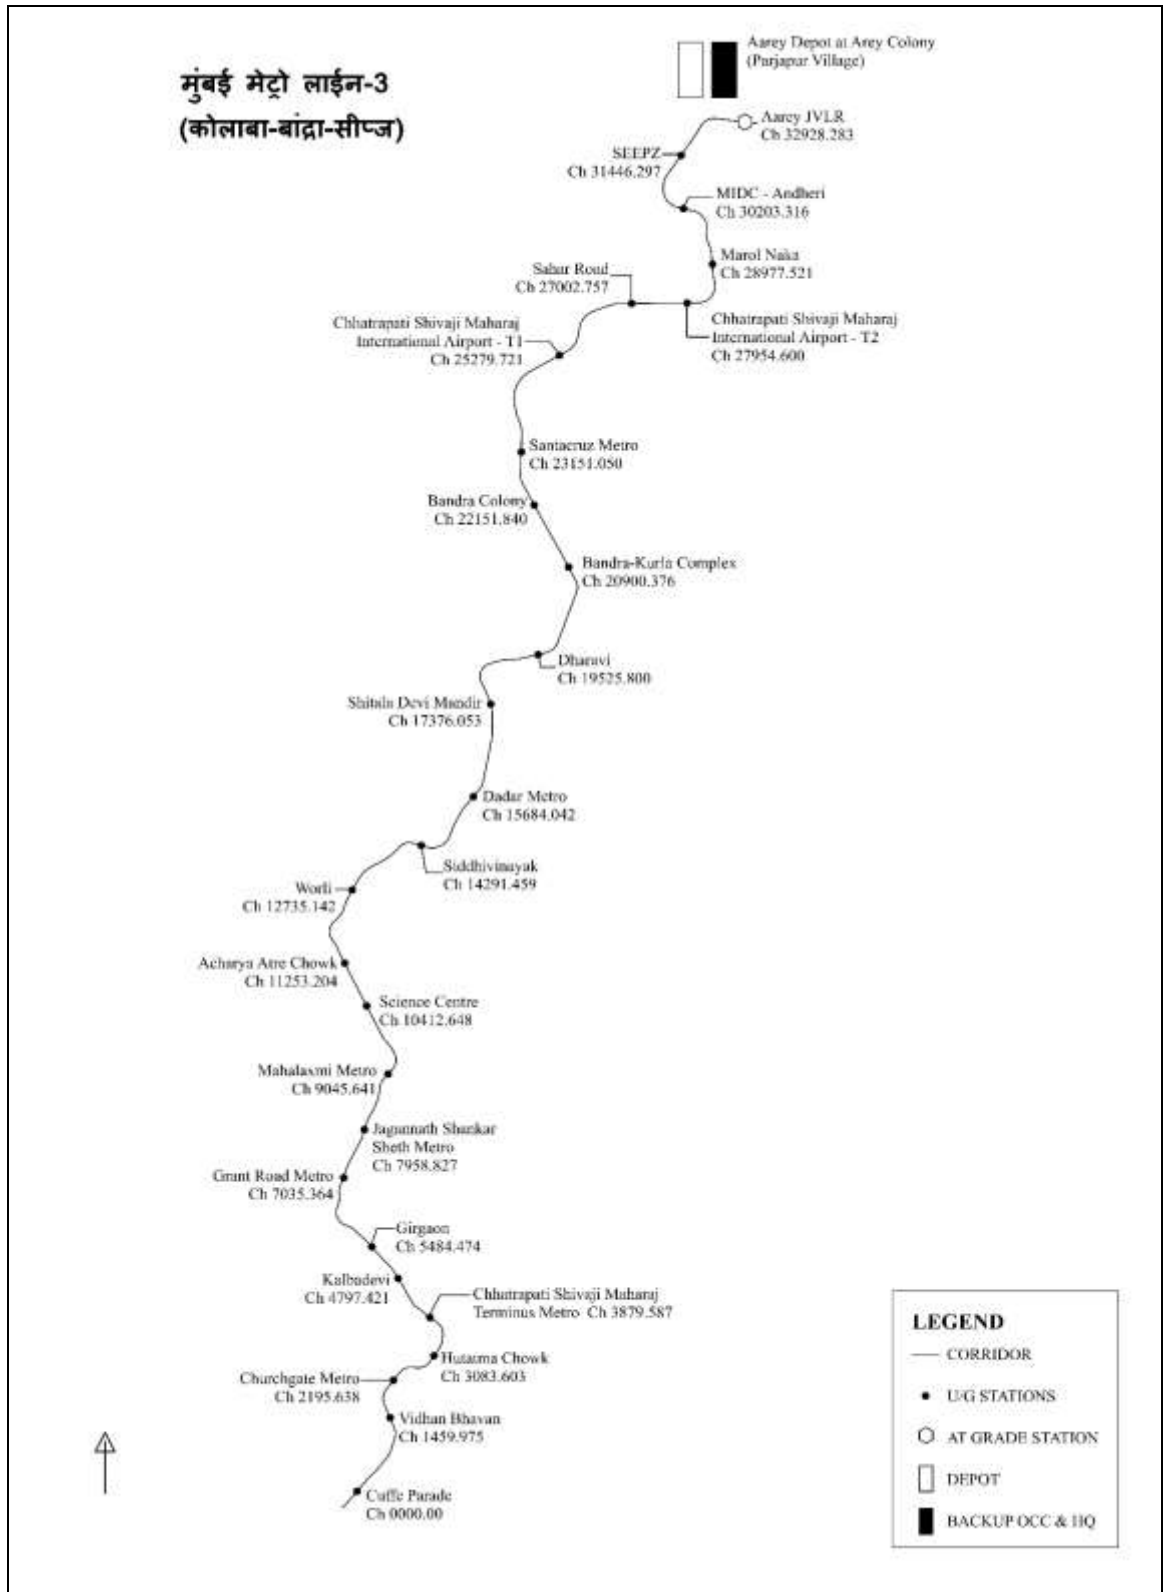 मुंबई मेट्रो लाईन-3
(कोलाबा-बांद्रा-सीप्ज)
Aarey Depot at Arey Colony
(Parjapur Village)
Aarey JVLR
Ch 32928.283
SEEPZ
Ch 31446.297
MIDC - Andheri
Ch 30203.316
Marol Naka
Ch 28977.521
Sahar Road
Ch 27002.757
Chhatrapati Shivaji Maharaj
International Airport - T2
Ch 27954.600
Chhatrapati Shivaji Maharaj
International Airport - T1
Ch 25279.721
Santacruz Metro
Ch 23151.050
Bandra Colony
Ch 22151.840
Bandra-Kurla Complex
Ch 20900.376
Dharavi
Ch 19525.800
Shitala Devi Mandir
Ch 17376.053
Dadar Metro
Ch 15684.042
Siddhivinayak
Ch 14291.459
Worli
Ch 12735.142
Acharya Atre Chowk
Ch 11253.204
Science Centre
Ch 10412.648
Mahalaxmi Metro
Ch 9045.641
Jagannath Shankar
Sheth Metro
Ch 7958.827
Grant Road Metro
Ch 7035.364
Girgaon
Ch 5484.474
Kalbadevi
Ch 4797.421
Chhatrapati Shivaji Maharaj
Terminus Metro Ch 3879.587
Hutatma Chowk
Ch 3083.603
Churchgate Metro
Ch 2195.638
Vidhan Bhavan
Ch 1459.975
Cuffe Parade
Ch 0000.00
LEGEND
CORRIDOR
U/G STATIONS
AT GRADE STATION
DEPOT
BACKUP OCC & HQ